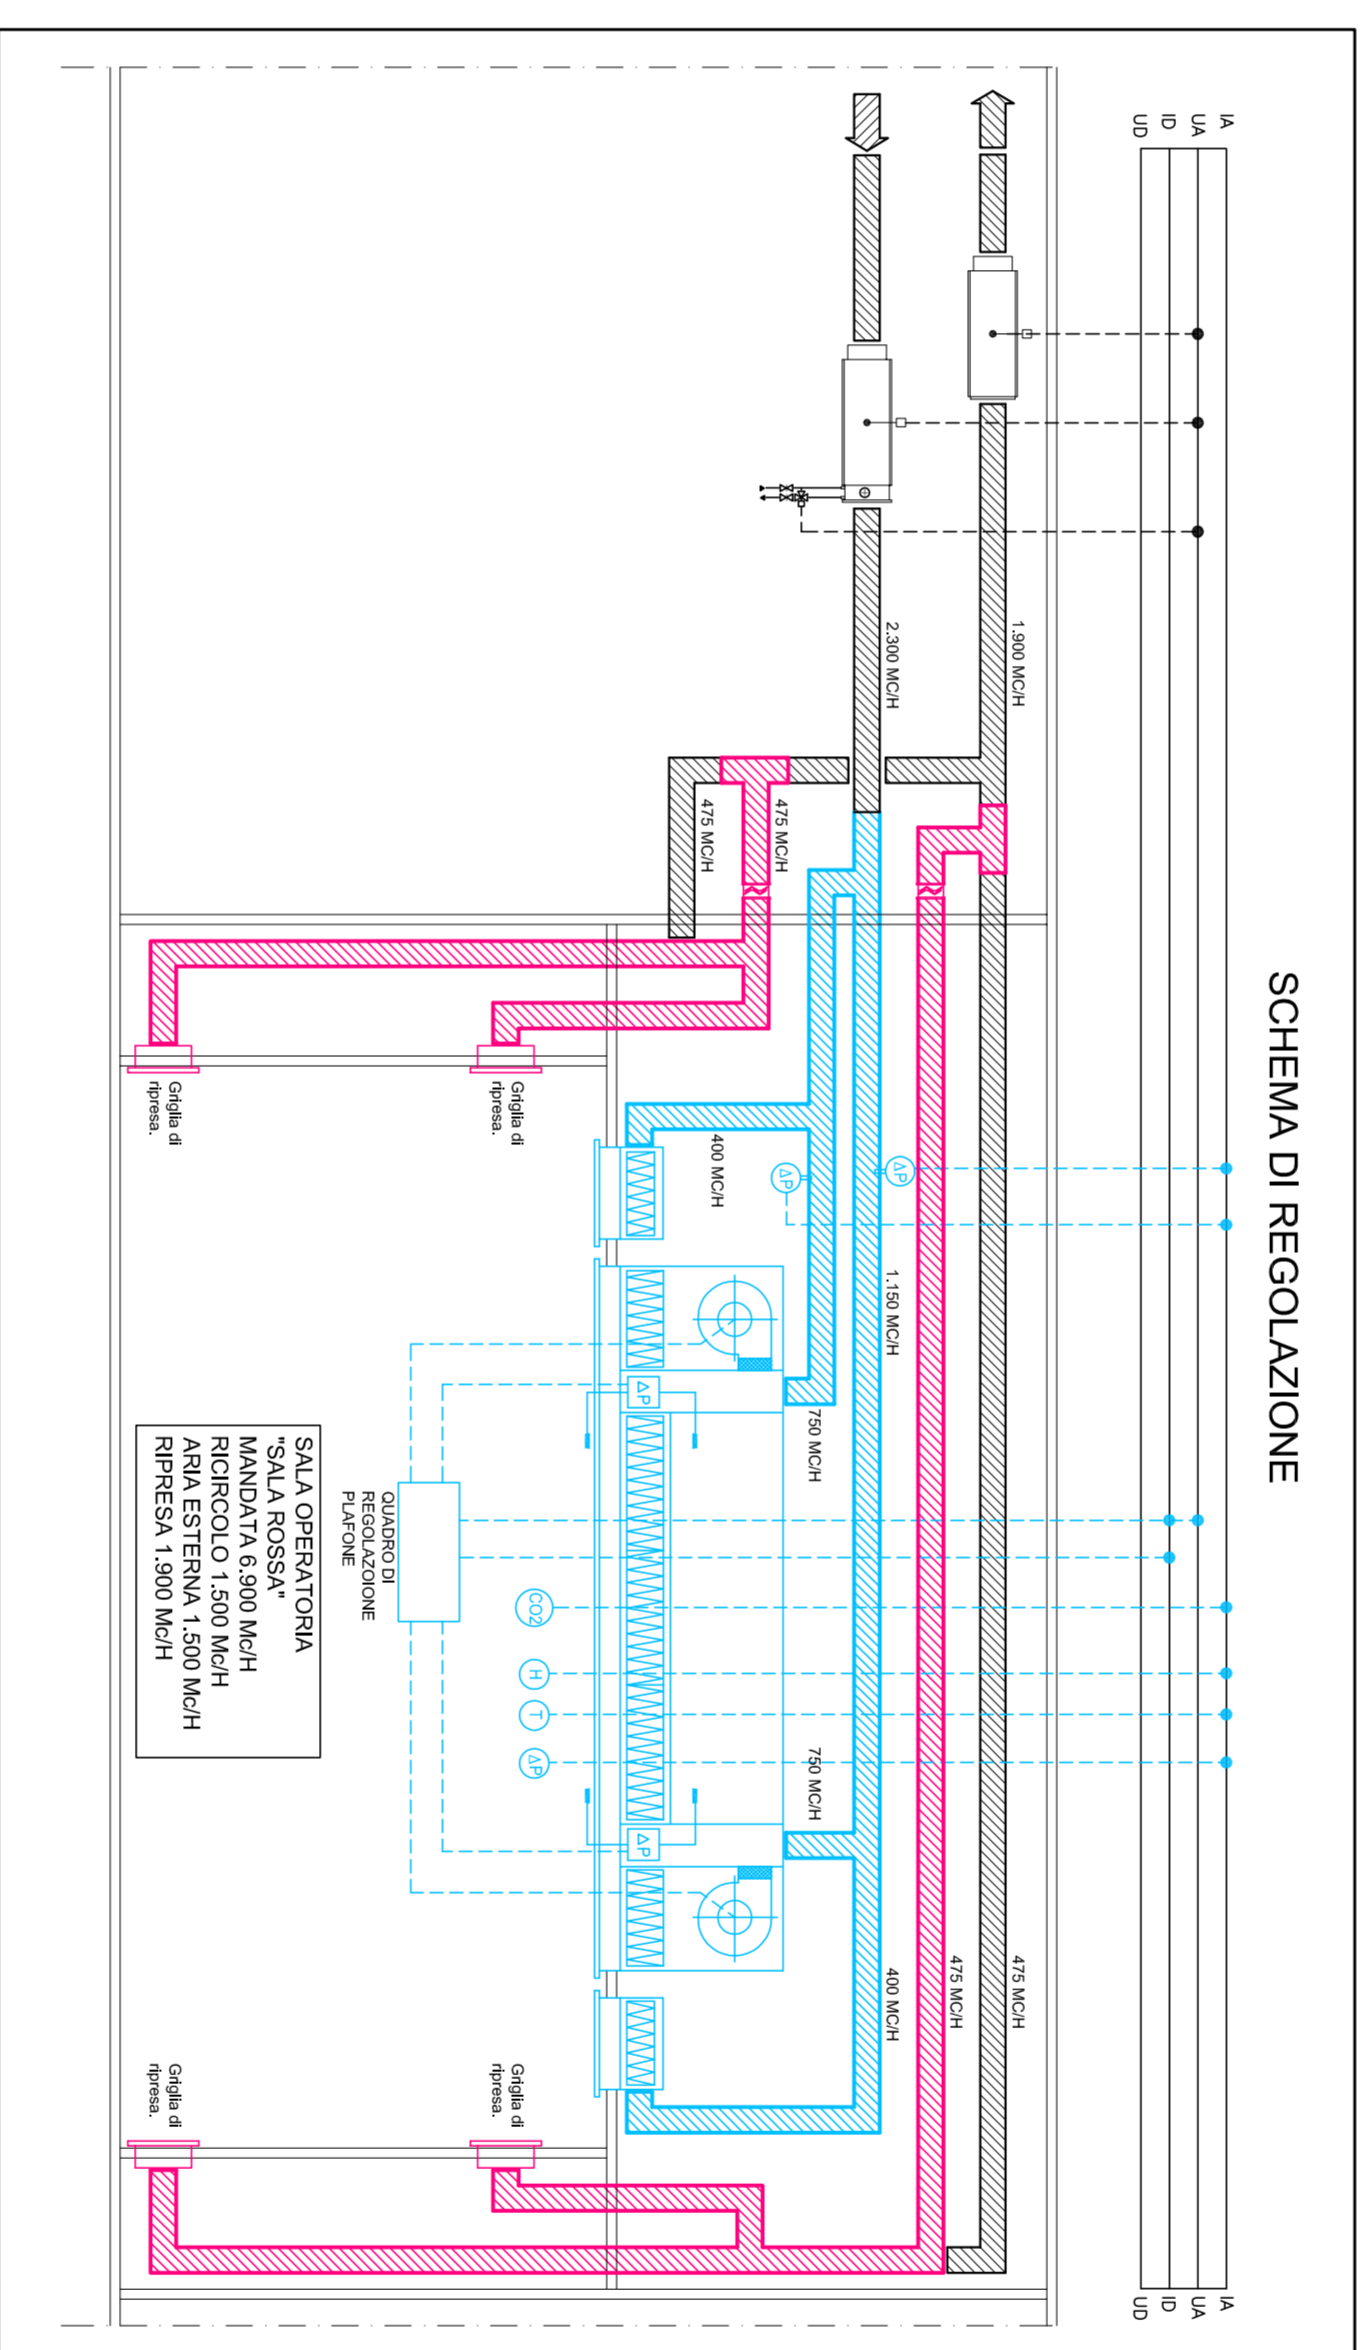 SCHEMA DI REGOLAZIONE
IA
UA
ID
UD
IA
UA
ID
UD
1.900 MC/H
2.300 MC/H
475 MC/H
475 MC/H
400 MC/H
ΔP
ΔP
1.150 MC/H
750 MC/H
750 MC/H
475 MC/H
475 MC/H
400 MC/H
ΔP
ΔP
Griglia di
ripresa.
Griglia di
ripresa.
Griglia di
ripresa.
Griglia di
ripresa.
QUADRO DI
REGOLAZOIONE
PLAFONE
CO2
H
T
ΔP
SALA OPERATORIA
"SALA ROSSA"
MANDATA 6.900 Mc/H
RICIRCOLO 1.500 Mc/H
ARIA ESTERNA 1.500 Mc/H
RIPRESA 1.900 Mc/H